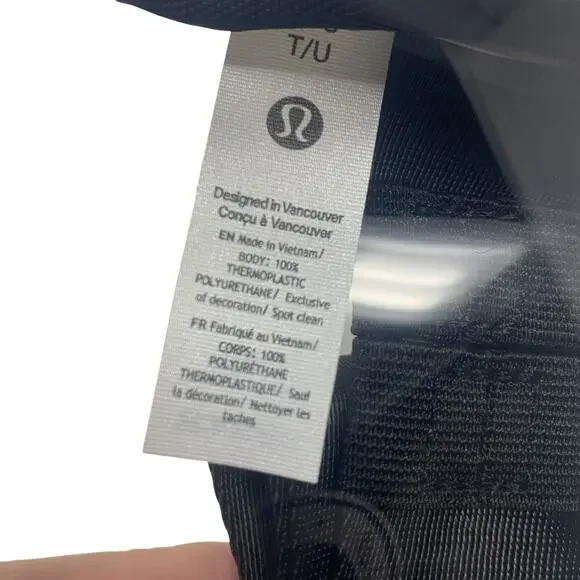 T/U
Designed in Vancouver
Conçu à Vancouver
EN Made in Vietnam/
BODY: 100%
THERMOPLASTIC
POLYURETHANE/ Exclusive
of decoration/ Spot clean
FR Fabriqué au Vietnam/
CORPS: 100%
POLYURÉTHANE
THERMOPLASTIQUE/ Sauf
la décoration/ Nettoyer les
taches